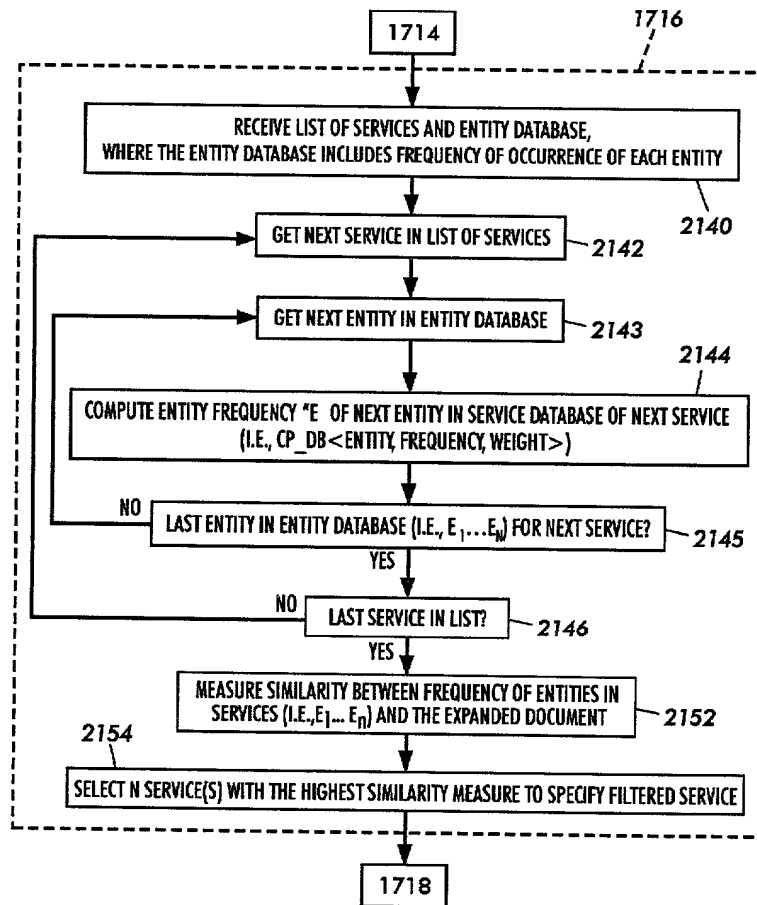 1714
1716
RECEIVE LIST OF SERVICES AND ENTITY DATABASE,
WHERE THE ENTITY DATABASE INCLUDES FREQUENCY OF OCCURRENCE OF EACH ENTITY
2140
GET NEXT SERVICE IN LIST OF SERVICES
2142
GET NEXT ENTITY IN ENTITY DATABASE
2143
2144
COMPUTE ENTITY FREQUENCY "E OF NEXT ENTITY IN SERVICE DATABASE OF NEXT SERVICE
(I.E., CP_DB<ENTITY, FREQUENCY, WEIGHT>)
NO
LAST ENTITY IN ENTITY DATABASE (I.E., E1...EN) FOR NEXT SERVICE?
2145
YES
NO
LAST SERVICE IN LIST?
2146
YES
MEASURE SIMILARITY BETWEEN FREQUENCY OF ENTITIES IN
SERVICES (I.E.,E1... En) AND THE EXPANDED DOCUMENT
2152
2154
SELECT N SERVICE(S) WITH THE HIGHEST SIMILARITY MEASURE TO SPECIFY FILTERED SERVICE
1718